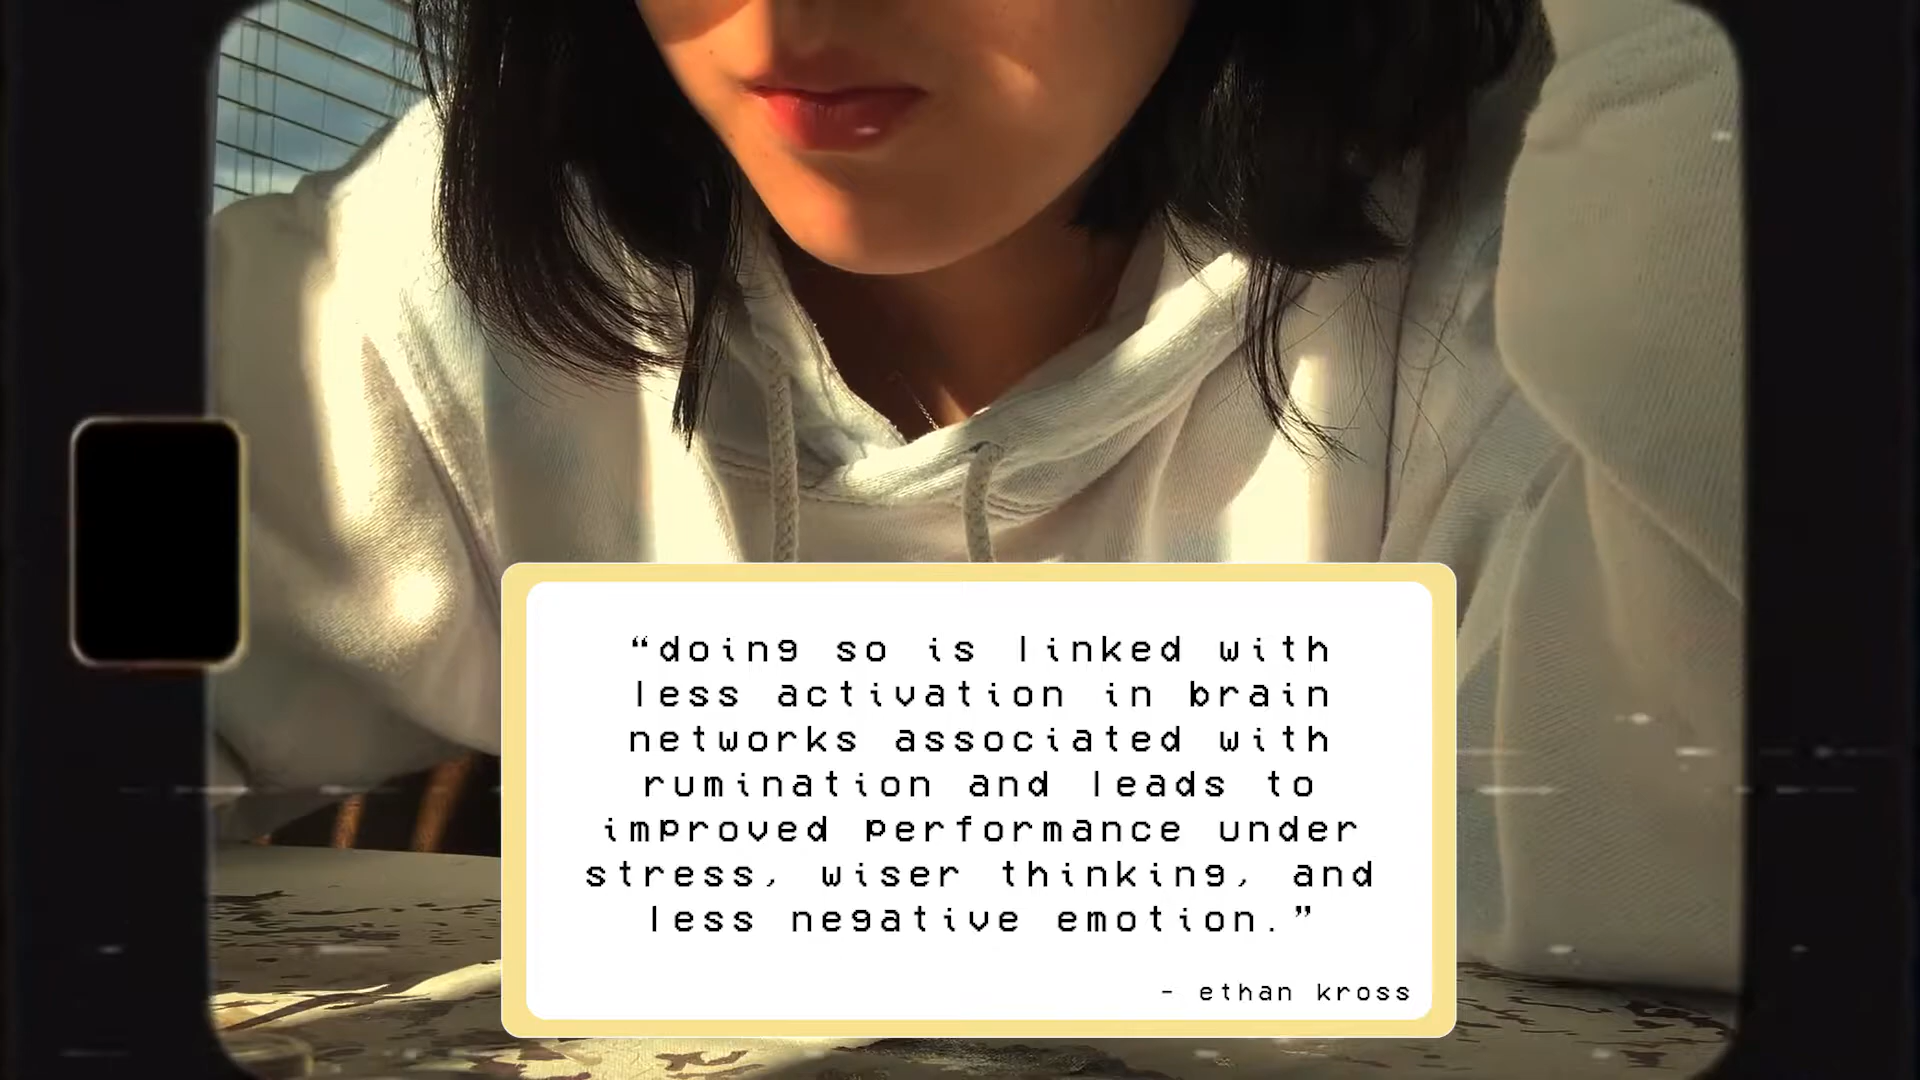 “doing so is linked with
less activation in brain
networks associated with
rumination and leads to
improved performance under
stress, wiser thinking, and
less negative emotion.”
- ethan kross